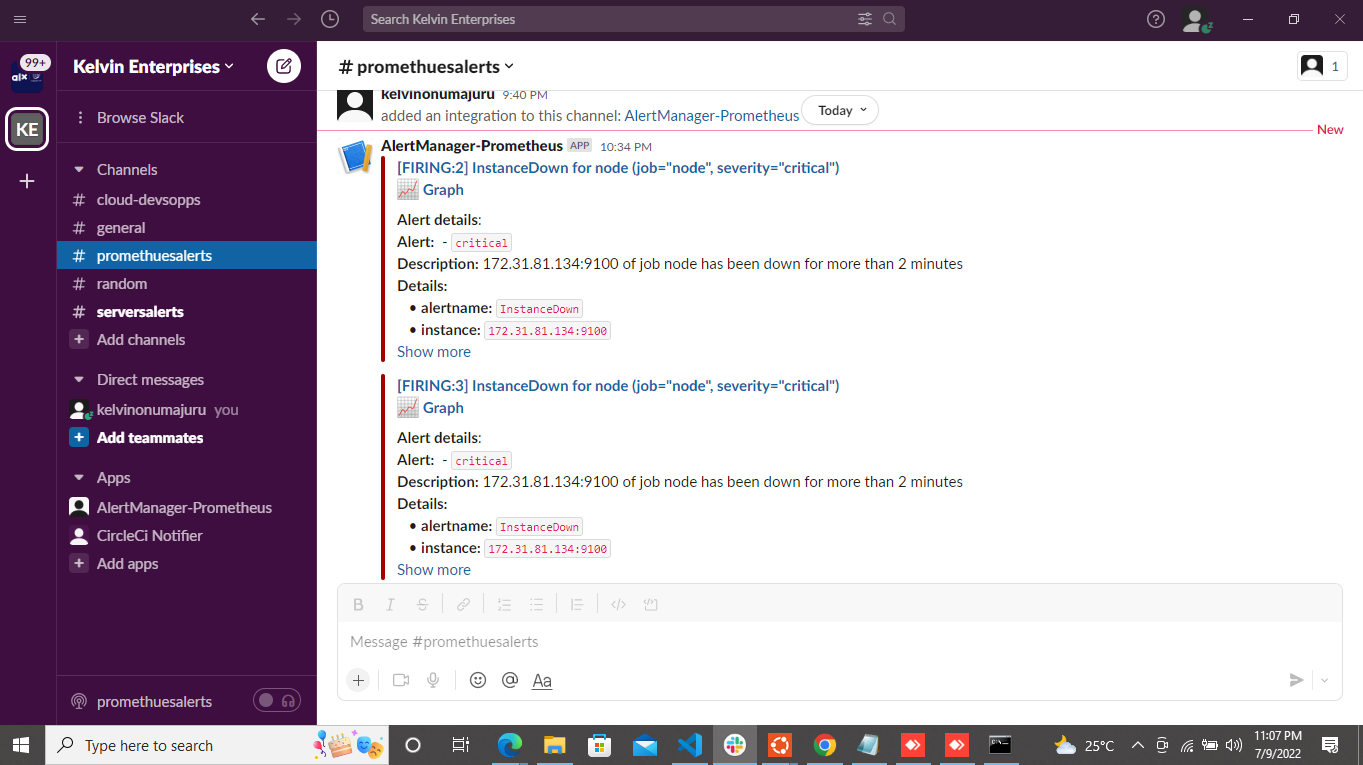 Search Kelvin Enterprises
99+
alx
KE
Kelvin Enterprises
Browse Slack
Channels
# cloud-devsopps
# general
# promethuesalerts
# random
# serversalerts
+ Add channels
Direct messages
kelvinonumajuru you
+ Add teammates
Apps
AlertManager-Prometheus
CircleCi Notifier
+ Add apps
promethuesalerts
# promethuesalerts
1
kelvinonumajuru 9:40 PM
added an integration to this channel: AlertManager-Prometheus
Today
New
AlertManager-Prometheus APP 10:34 PM
[FIRING:2] InstanceDown for node (job="node", severity="critical")
Graph
Alert details:
Alert: - critical
Description: 172.31.81.134:9100 of job node has been down for more than 2 minutes
Details:
• alertname: InstanceDown
• instance: 172.31.81.134:9100
Show more
[FIRING:3] InstanceDown for node (job="node", severity="critical")
Graph
Alert details:
Alert: - critical
Description: 172.31.81.134:9100 of job node has been down for more than 2 minutes
Details:
• alertname: InstanceDown
• instance: 172.31.81.134:9100
Show more
B I S
Message #promethuesalerts
+ @ Aa
Type here to search
25°C
11:07 PM
7/9/2022